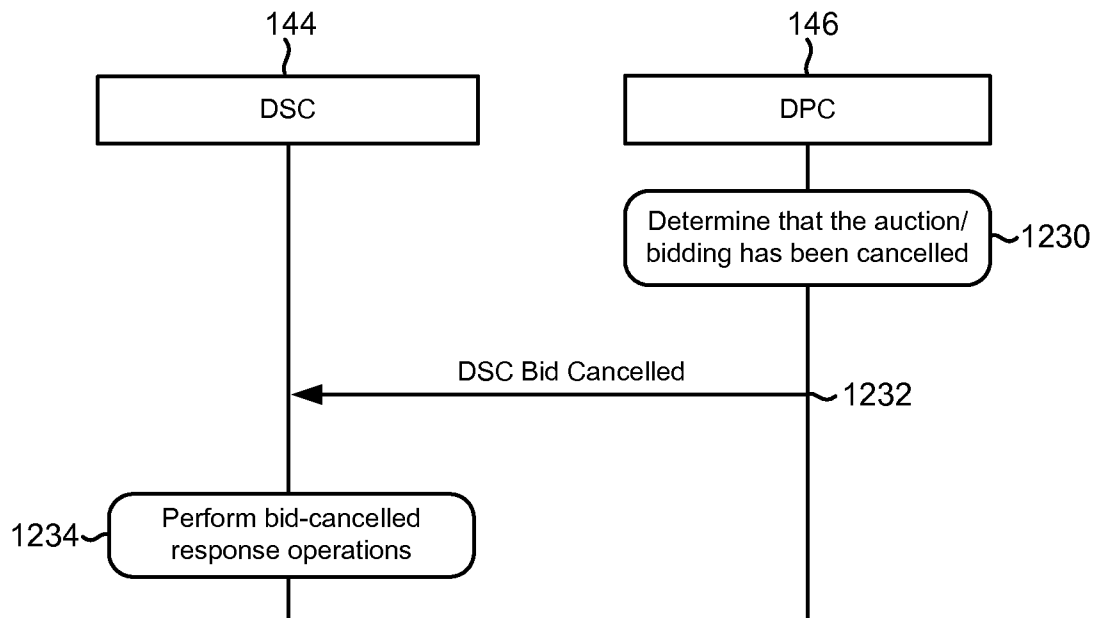 144
146
DSC
DPC
Determine that the auction/
bidding has been cancelled
1230
DSC Bid Cancelled
1232
Perform bid-cancelled
response operations
1234